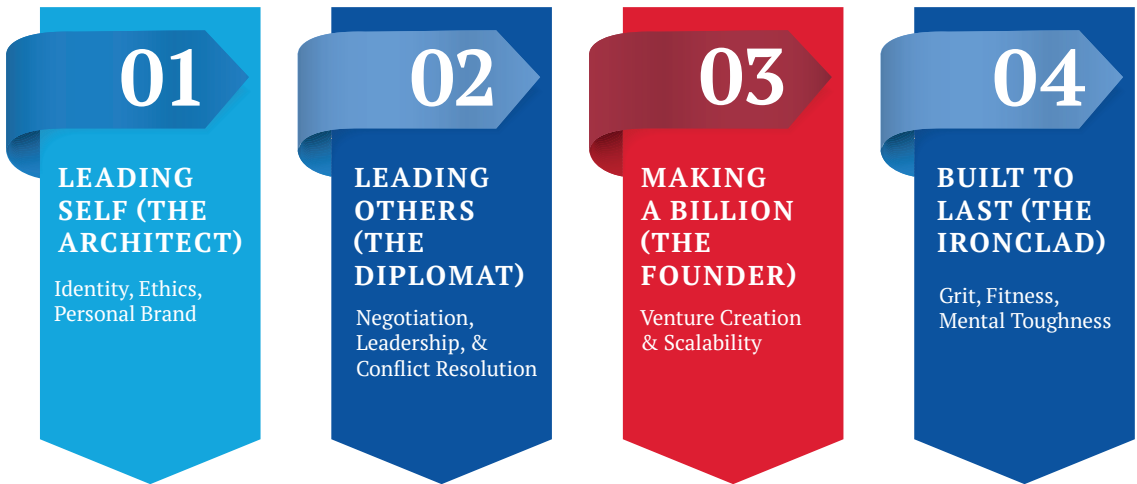 01
LEADING
SELF (THE
ARCHITECT)
Identity, Ethics,
Personal Brand
02
LEADING
OTHERS
(THE
DIPLOMAT)
Negotiation,
Leadership, &
Conflict Resolution
03
MAKING
A BILLION
(THE
FOUNDER)
Venture Creation
& Scalability
04
BUILT TO
LAST (THE
IRONCLAD)
Grit, Fitness,
Mental Toughness